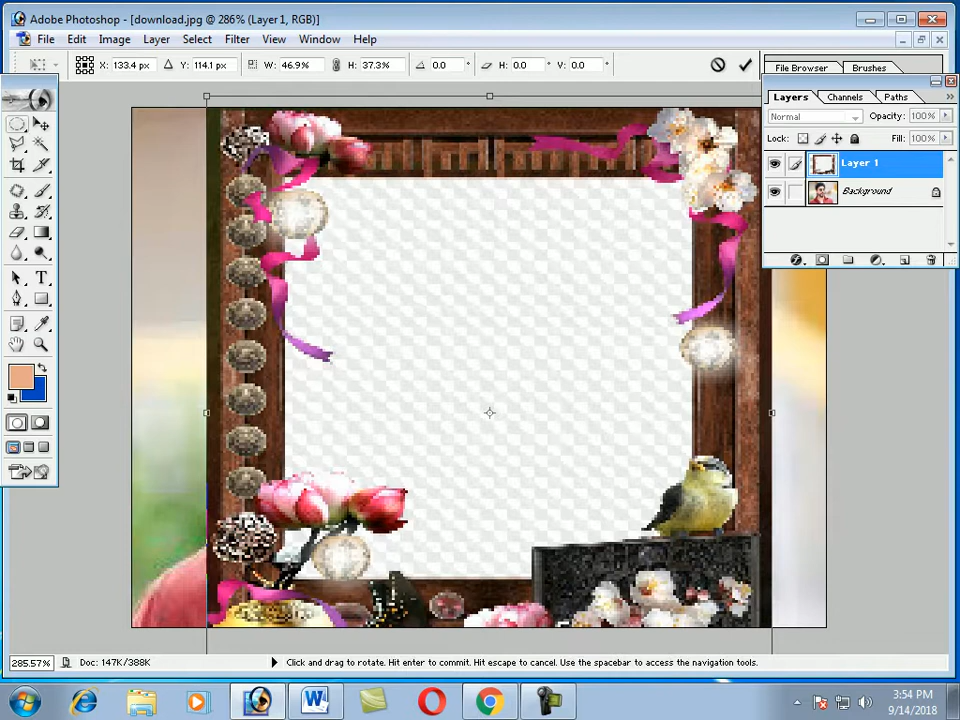 Adobe Photoshop - [download.jpg @ 286% (Layer 1, RGB)]
File Edit Image Layer Select Filter View Window Help
X: 133.4 px Y: 114.1 px W: 46.9% H: 37.3% 0.0 ° H: 0.0 ° V: 0.0 °
File Browser Brushes
Layers Channels Paths
Normal Opacity: 100%
Lock: Fill: 100%
Layer 1
Background
T
285.57% Doc: 147K/388K Click and drag to rotate. Hit enter to commit. Hit escape to cancel. Use the spacebar to access the navigation tools.
3:54 PM
9/14/2018